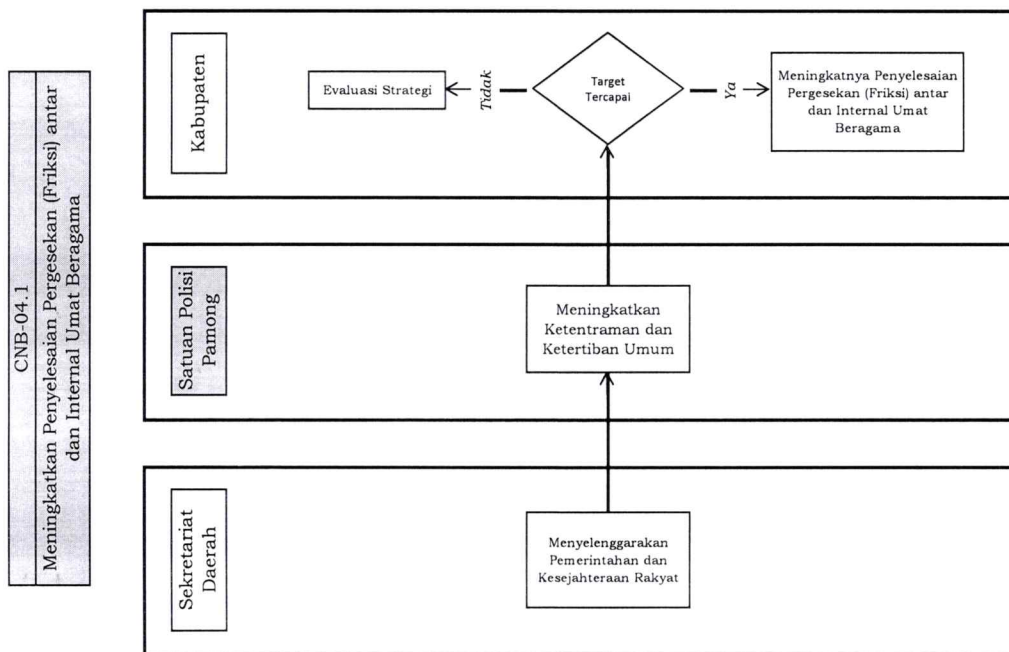 CNB-04.1
Meningkatkan Penyelesaian Pergesekan (Friksi) antar
dan Internal Umat Beragama
Kabupaten
Evaluasi Strategi
Tidak
Target
Tercapai
Ya
Meningkatnya Penyelesaian
Pergesekan (Friksi) antar
dan Internal Umat
Beragama
Satuan Polisi
Pamong
Meningkatkan
Ketentraman dan
Ketertiban Umum
Sekretariat
Daerah
Menyelenggarakan
Pemerintahan dan
Kesejahteraan Rakyat